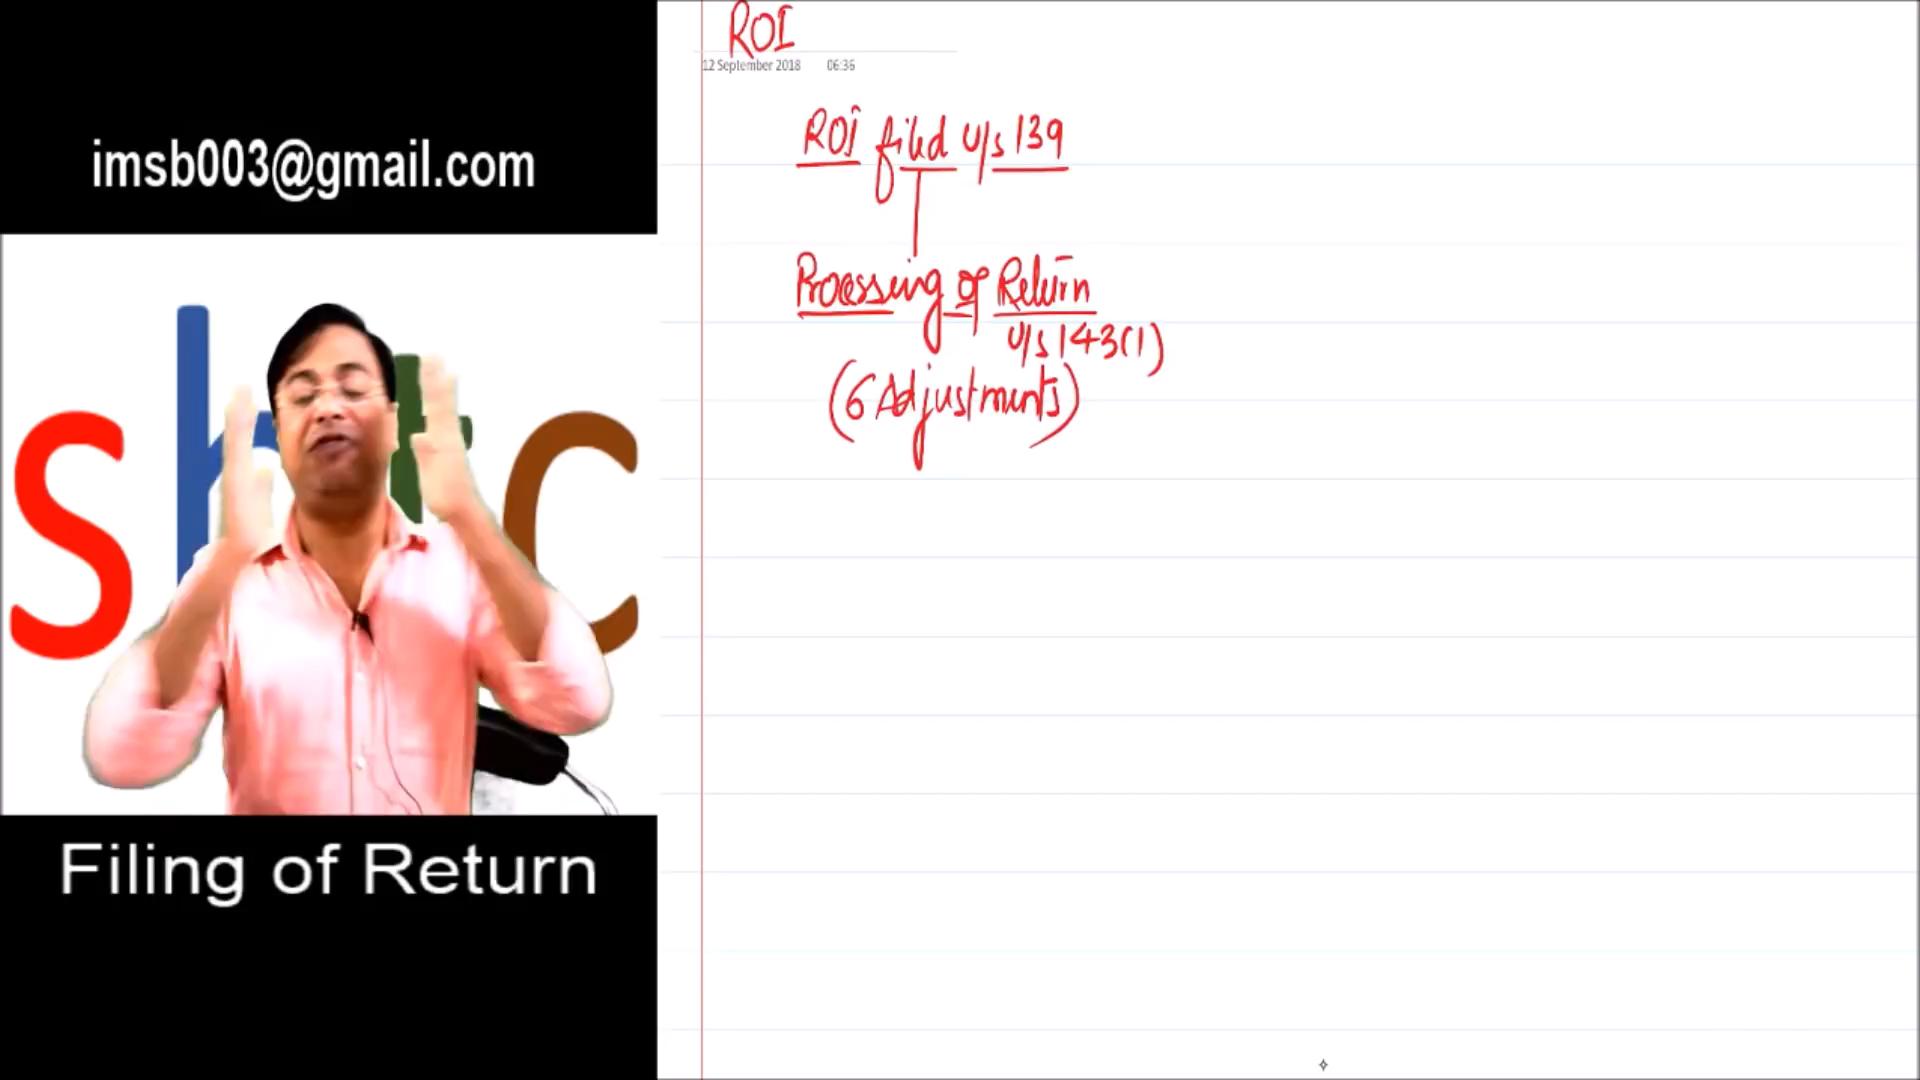 imsb003@gmail.com
shtc
Filing of Return
ROI
12 September 2018 06:36
ROI filed u/s 139
Processing of Return
u/s 143(1)
(6 Adjustments)